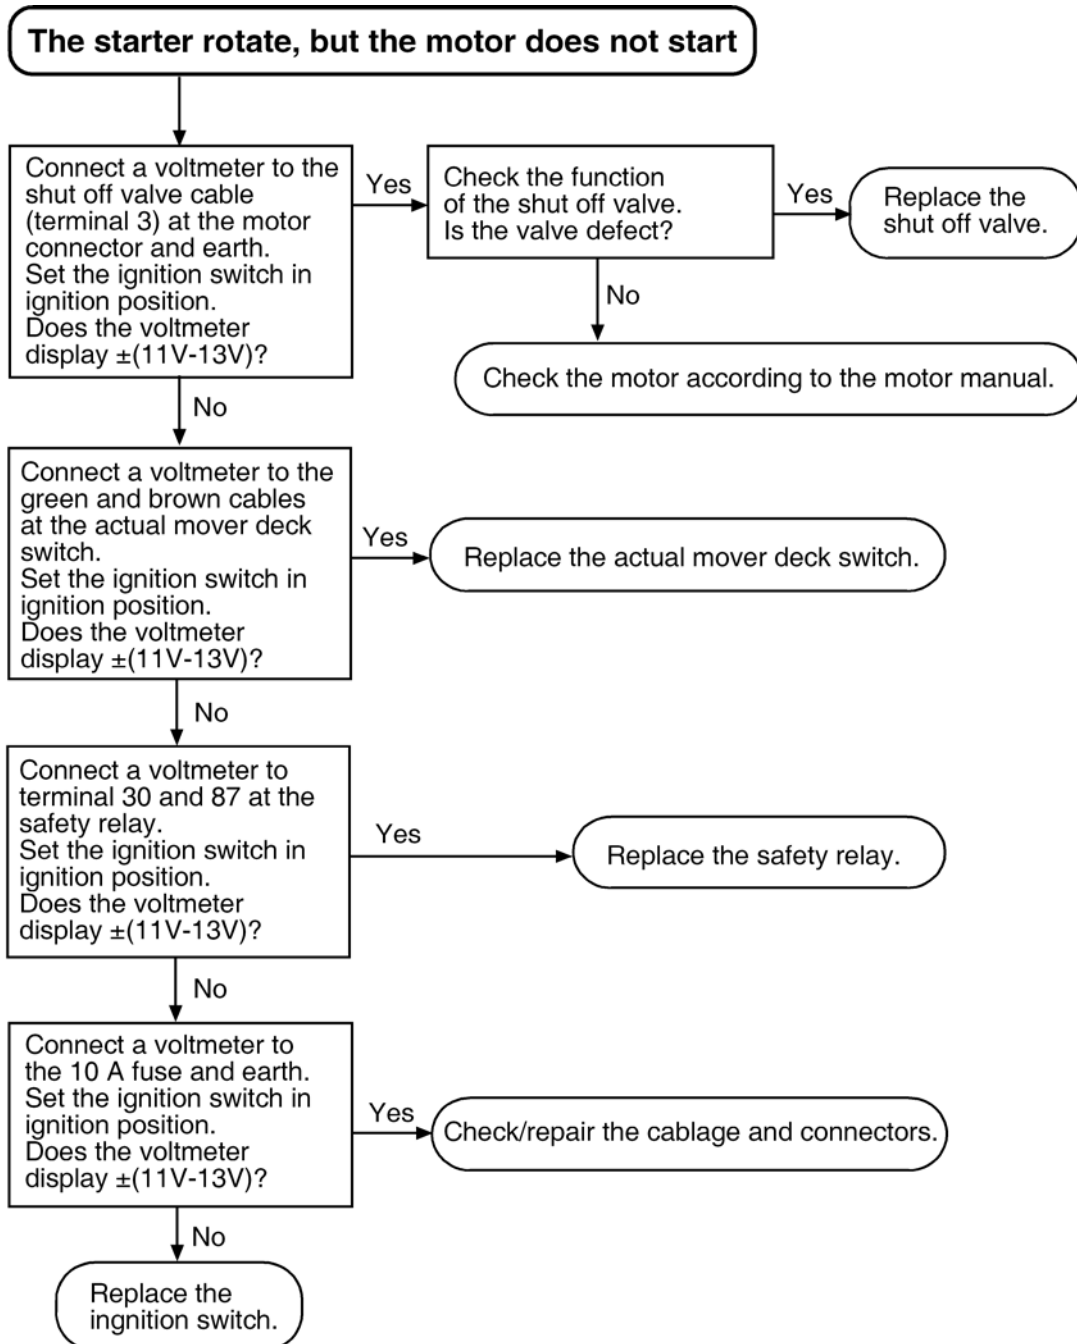 The starter rotate, but the motor does not start
Connect a voltmeter to the
shut off valve cable
(terminal 3) at the motor
connector and earth.
Set the ignition switch in
ignition position.
Does the voltmeter
display ±(11V-13V)?
Yes
Check the function
of the shut off valve.
Is the valve defect?
Yes
Replace the
shut off valve.
No
Check the motor according to the motor manual.
No
Connect a voltmeter to the
green and brown cables
at the actual mover deck
switch.
Set the ignition switch in
ignition position.
Does the voltmeter
display ±(11V-13V)?
Yes
Replace the actual mover deck switch.
No
Connect a voltmeter to
terminal 30 and 87 at the
safety relay.
Set the ignition switch in
ignition position.
Does the voltmeter
display ±(11V-13V)?
Yes
Replace the safety relay.
No
Connect a voltmeter to
the 10 A fuse and earth.
Set the ignition switch in
ignition position.
Does the voltmeter
display ±(11V-13V)?
Yes
Check/repair the cablage and connectors.
No
Replace the
ingnition switch.